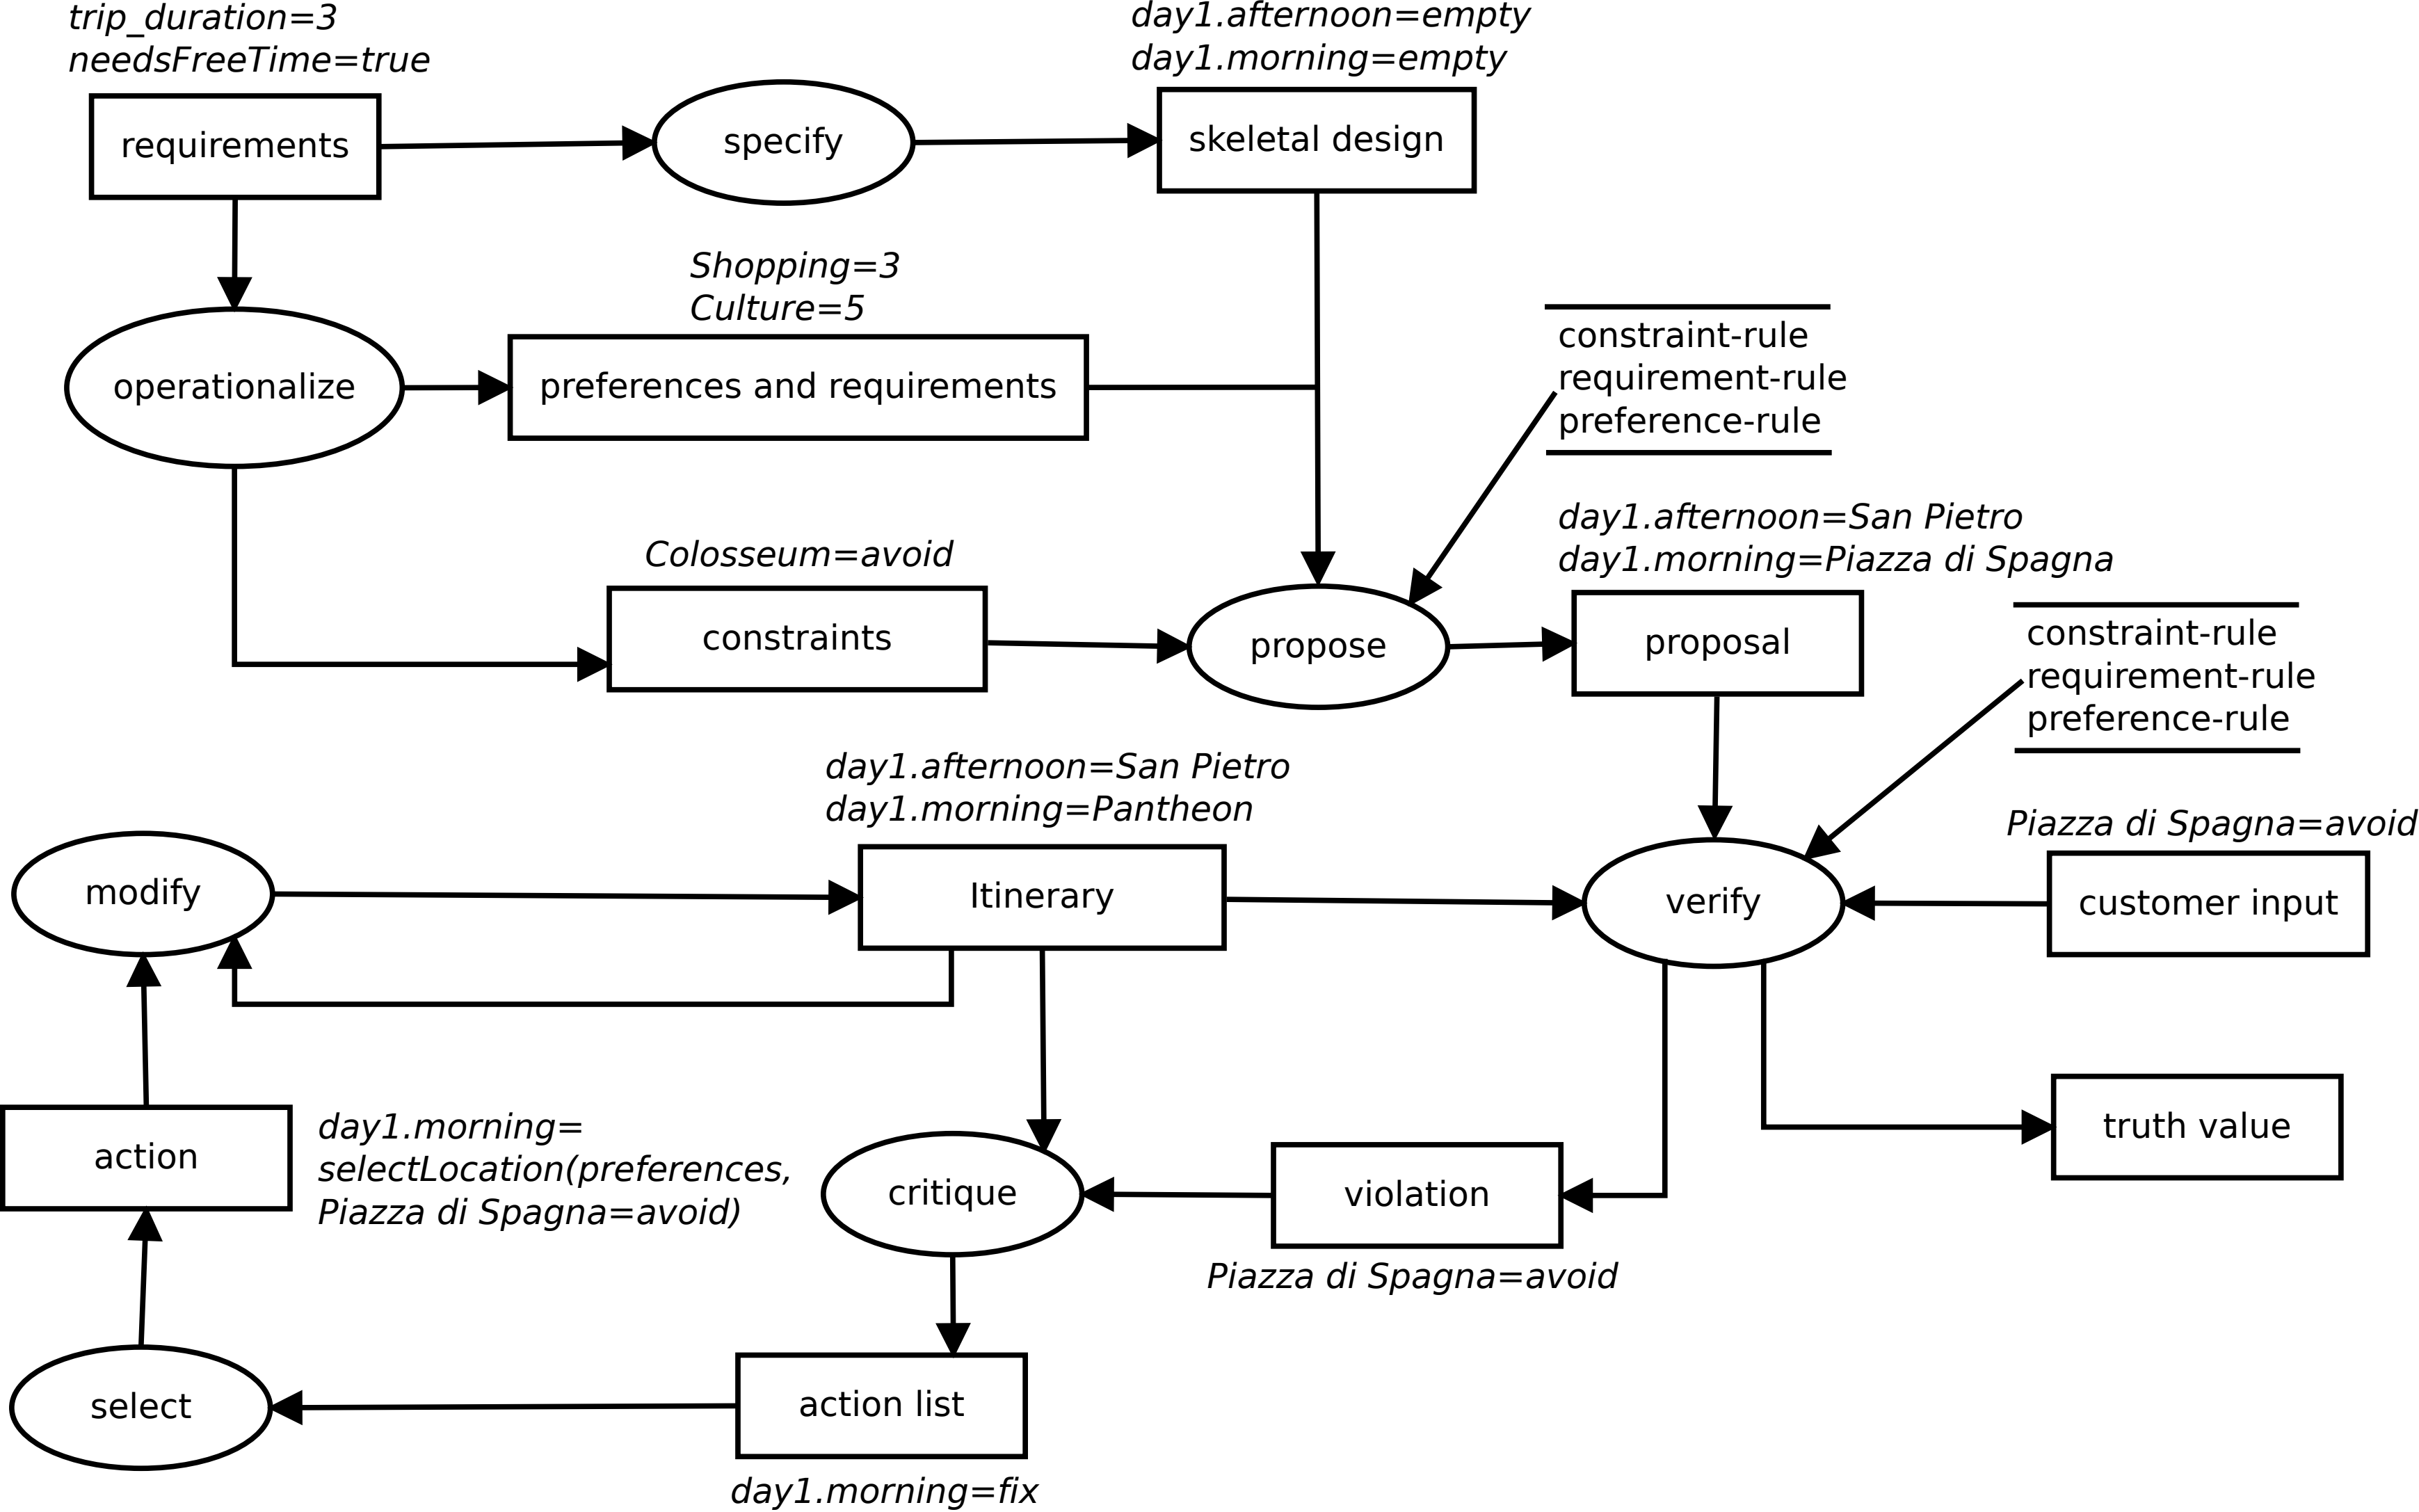 trip_duration=3
needsFreeTime=true
day1.afternoon=empty
day1.morning=empty
requirements
specify
skeletal design
Shopping=3
Culture=5
constraint-rule
requirement-rule
preference-rule
operationalize
preferences and requirements
day1.afternoon=San Pietro
day1.morning=Piazza di Spagna
Colosseum=avoid
constraints
propose
proposal
constraint-rule
requirement-rule
preference-rule
day1.afternoon=San Pietro
day1.morning=Pantheon
Piazza di Spagna=avoid
modify
Itinerary
verify
customer input
action
day1.morning=
selectLocation(preferences,
Piazza di Spagna=avoid)
critique
violation
truth value
Piazza di Spagna=avoid
select
action list
day1.morning=fix